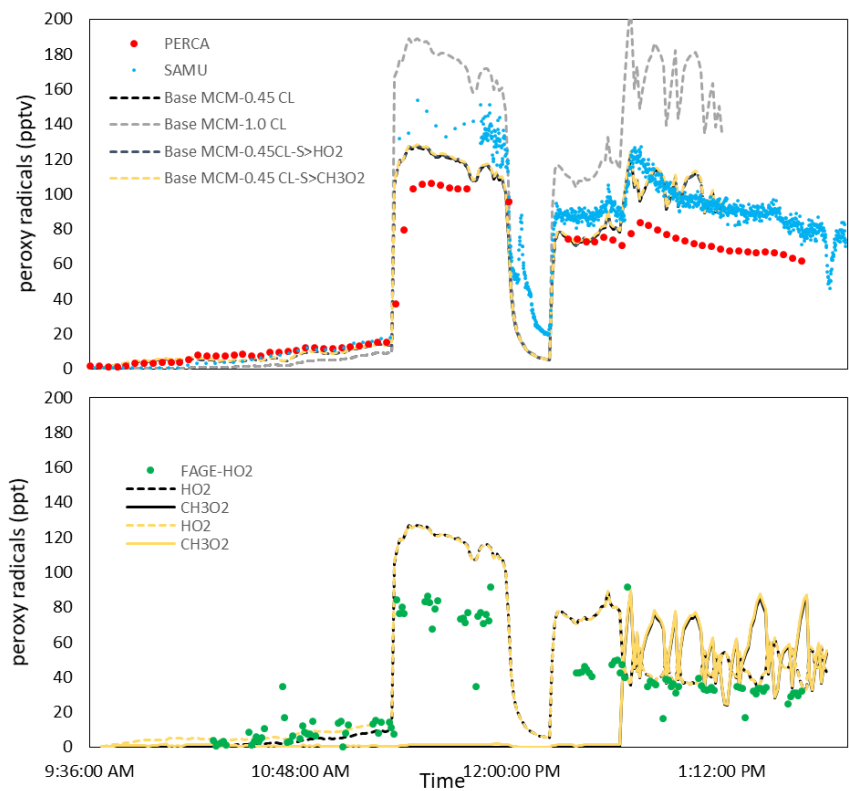 200
180
160
140
120
100
80
60
40
20
0
peroxy radicals (pptv)
PERCA
SAMU
Base MCM-0.45 CL
Base MCM-1.0 CL
Base MCM-0.45CL-S>HO2
Base MCM-0.45 CL-S>CH3O2
200
180
160
140
120
100
80
60
40
20
0
peroxy radicals (ppt)
FAGE-HO2
HO2
CH3O2
HO2
CH3O2
9:36:00 AM 10:48:00 AM 12:00:00 PM 1:12:00 PM
Time